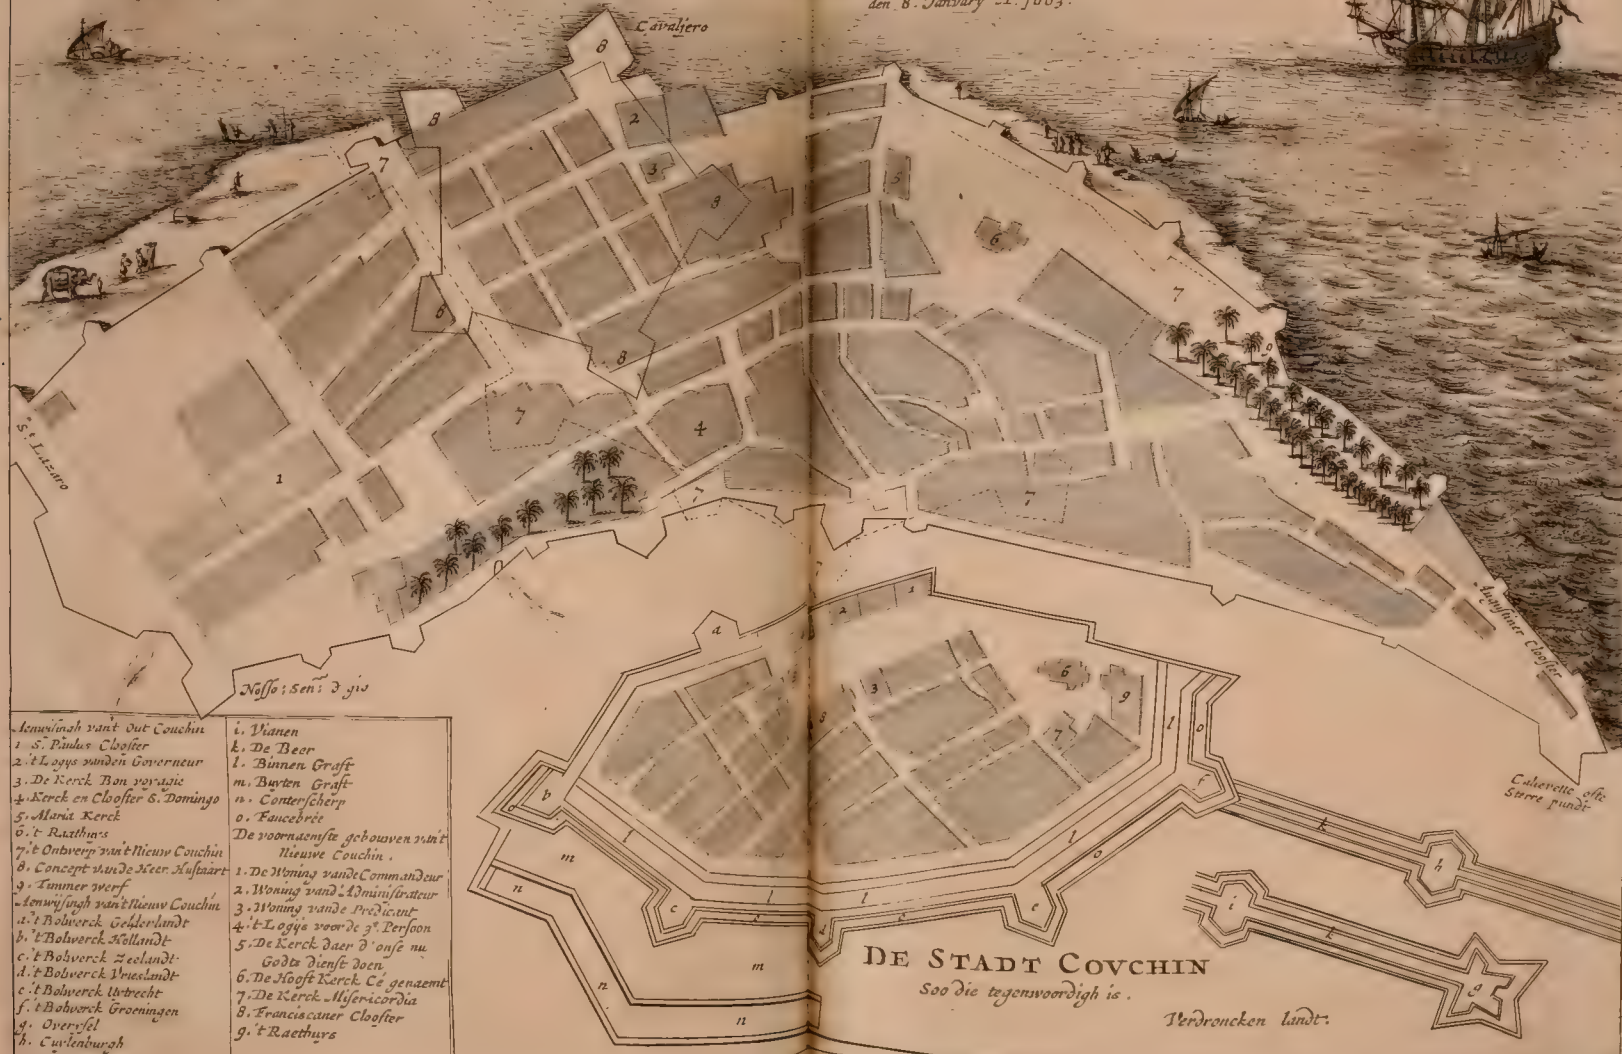 den 8. January A. 1663.
Cavaljero
S.t Lazaro
Nosso: Sen: d gio
Augustiner Clooster
Calievette ofte
Sterre pundt
Aenwijsingh van't Out Couchin
1. S. Paulus Clooster
2. 't Logys vanden Governeur
3. De Kerck Bon voyagie
4. Kerck en Clooster S. Domingo
5. Maria Kerck
6. 't Raethuys
7. 't Ontwerp van't Nieuw Couchin
8. Concept van de Heer. Hustaart
9. Timmer werf
Aenwijsingh van't Nieuw Couchin
a. 't Bolwerck Gelderlandt
b. 't Bolwerck Hollandt
c. 't Bolwerck Zeelandt
d. 't Bolwerck Vrieslandt
e. 't Bolwerck Utrecht
f. 't Bolwerck Groeningen
g. Overysel
h. Cuylenburgh
i. Vianen
k. De Beer
l. Binnen Graft
m. Buyten Graft
n. Conterscherp
o. Faucebrée
De voornaemste gebouwen van't
Nieuwe Couchin.
1. De Woning vande Commandeur
2. Woning vand' Administrateur
3. Woning vande Predicant
4. 't Logijs voor de 3e. Persoon
5. De Kerck daer d'onse nu
Godts dienst doen
6. De Hooft Kerck Cé genaemt
7. De Kerck Misericordia
8. Franciscaner Clooster
9. 't Raethuys
DE STADT COVCHIN
Soo die tegenwoordigh is.
Verdroncken landt.